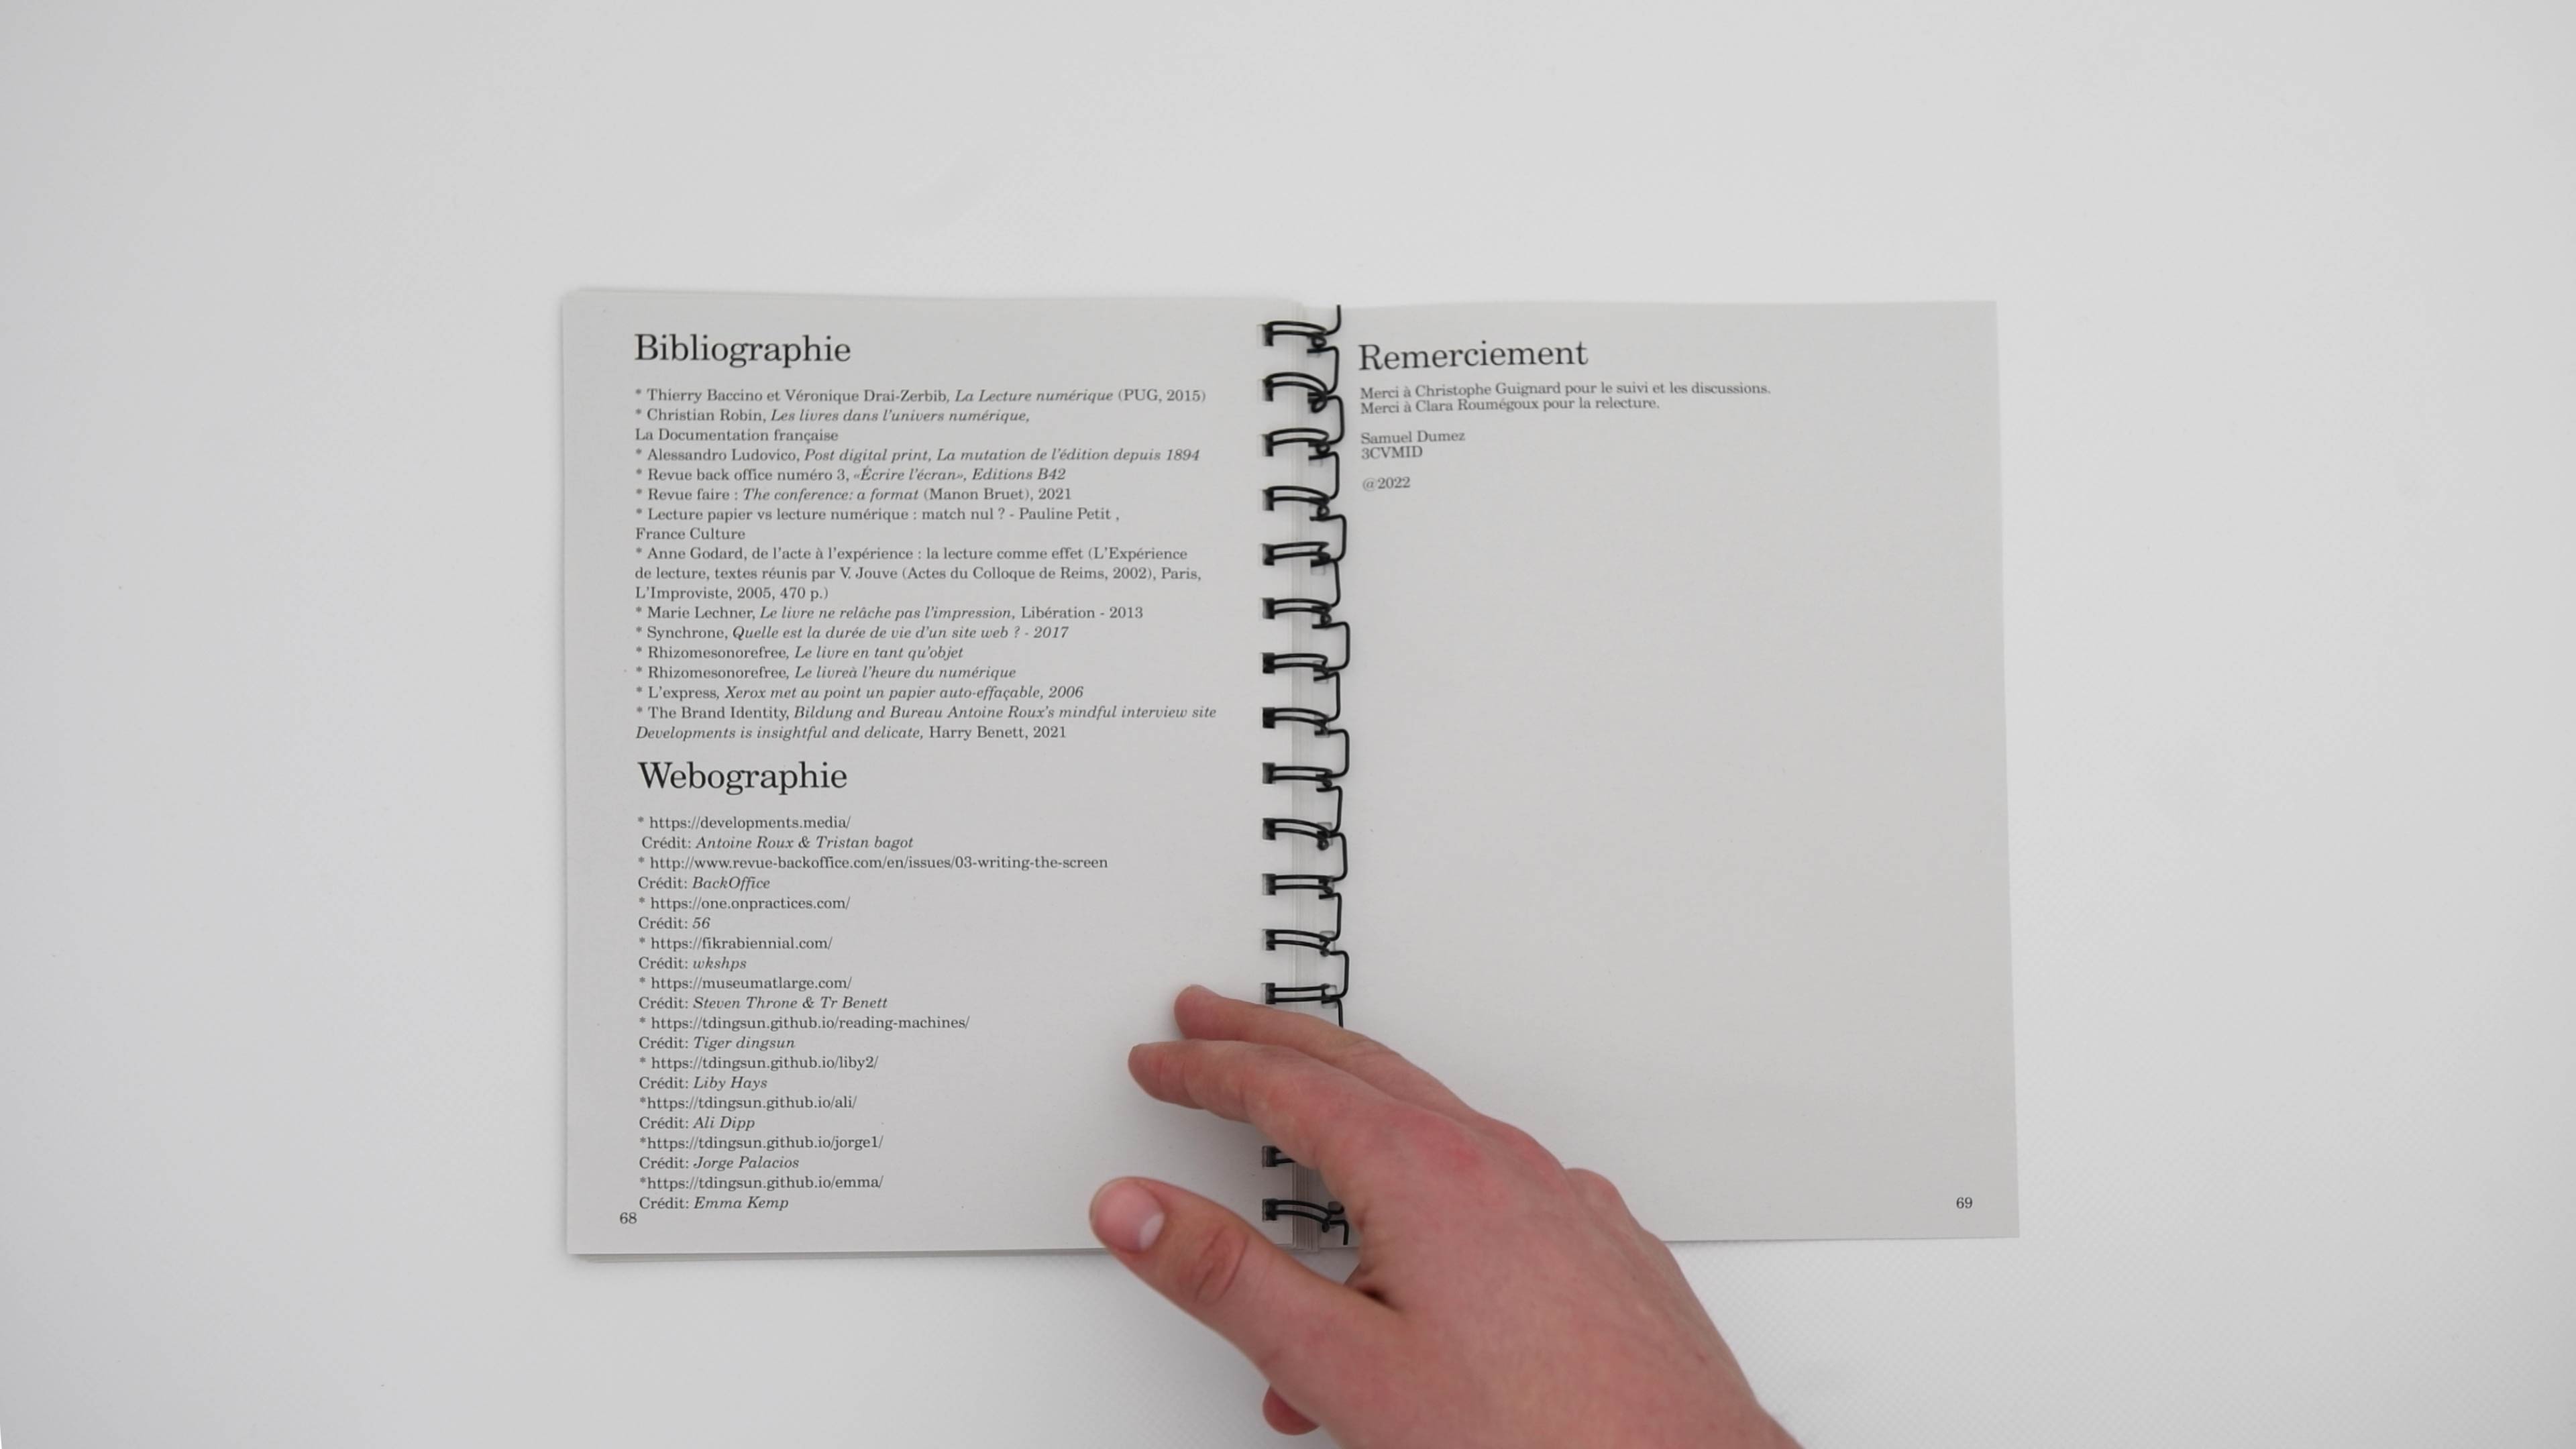 Bibliographie
* Thierry Baccino et Véronique Drai-Zerbib, La Lecture numérique (PUG, 2015)
* Christian Robin, Les livres dans l'univers numérique,
La Documentation française
* Alessandro Ludovico, Post digital print, La mutation de l'édition depuis 1894
* Revue back office numéro 3, «Écrire l'écran», Editions B42
* Revue faire : The conference: a format (Manon Bruet), 2021
* Lecture papier vs lecture numérique : match nul ? - Pauline Petit ,
France Culture
* Anne Godard, de l'acte à l'expérience : la lecture comme effet (L'Expérience
de lecture, textes réunis par V. Jouve (Actes du Colloque de Reims, 2002), Paris,
L'Improviste, 2005, 470 p.)
* Marie Lechner, Le livre ne relâche pas l'impression, Libération - 2013
* Synchrone, Quelle est la durée de vie d'un site web ? - 2017
* Rhizomesonorefree, Le livre en tant qu'objet
* Rhizomesonorefree, Le livreà l'heure du numérique
* L'express, Xerox met au point un papier auto-effaçable, 2006
* The Brand Identity, Bildung and Bureau Antoine Roux's mindful interview site
Developments is insightful and delicate, Harry Benett, 2021
Webographie
* https://developments.media/
Crédit: Antoine Roux & Tristan bagot
* http://www.revue-backoffice.com/en/issues/03-writing-the-screen
Crédit: BackOffice
* https://one.onpractices.com/
Crédit: 56
* https://fikrabiennial.com/
Crédit: wkshps
* https://museumatlarge.com/
Crédit: Steven Throne & Tr Benett
* https://tdingsun.github.io/reading-machines/
Crédit: Tiger dingsun
* https://tdingsun.github.io/liby2/
Crédit: Liby Hays
*https://tdingsun.github.io/ali/
Crédit: Ali Dipp
*https://tdingsun.github.io/jorge1/
Crédit: Jorge Palacios
*https://tdingsun.github.io/emma/
Crédit: Emma Kemp
68
Remerciement
Merci à Christophe Guignard pour le suivi et les discussions.
Merci à Clara Roumégoux pour la relecture.
Samuel Dumez
3CVMID
@2022
69